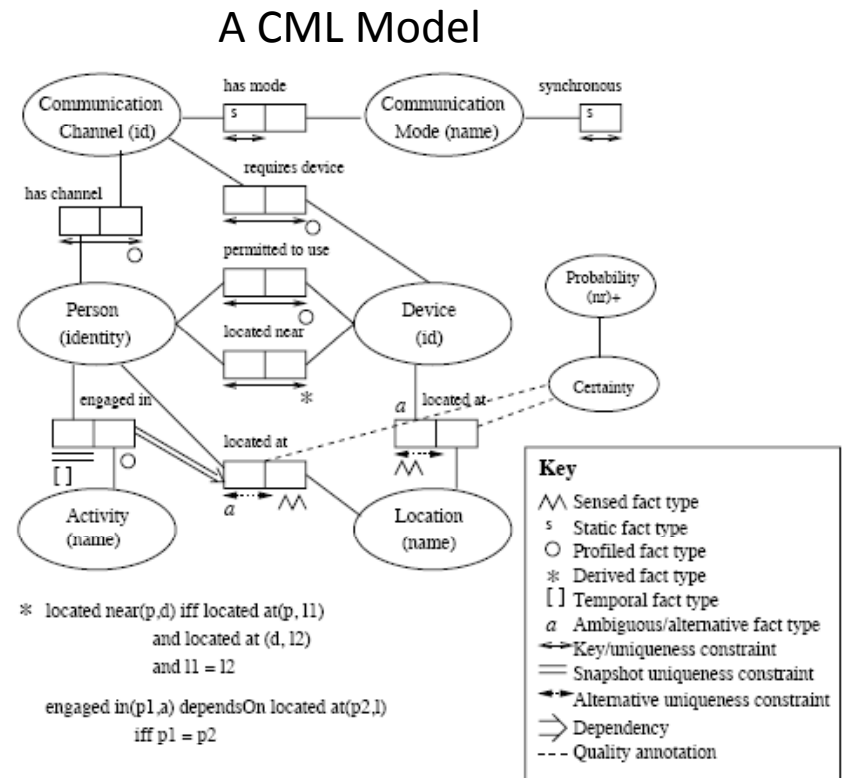 A CML Model
has mode
synchronous
Communication
Channel (id)
s
Communication
Mode (name)
s
requires device
has channel
permitted to use
Probability
(nr)+
Person
(identity)
Device
(id)
located near
*
Certainty
engaged in
a
located at
located at
[ ]
a
Activity
(name)
Location
(name)
Key
Sensed fact type
s Static fact type
Profiled fact type
* Derived fact type
[ ] Temporal fact type
a Ambiguous/alternative fact type
Key/uniqueness constraint
Snapshot uniqueness constraint
Alternative uniqueness constraint
Dependency
Quality annotation
* located near(p,d) iff located at(p, l1)
and located at (d, l2)
and l1 = l2
engaged in(p1,a) dependsOn located at(p2,l)
iff p1 = p2